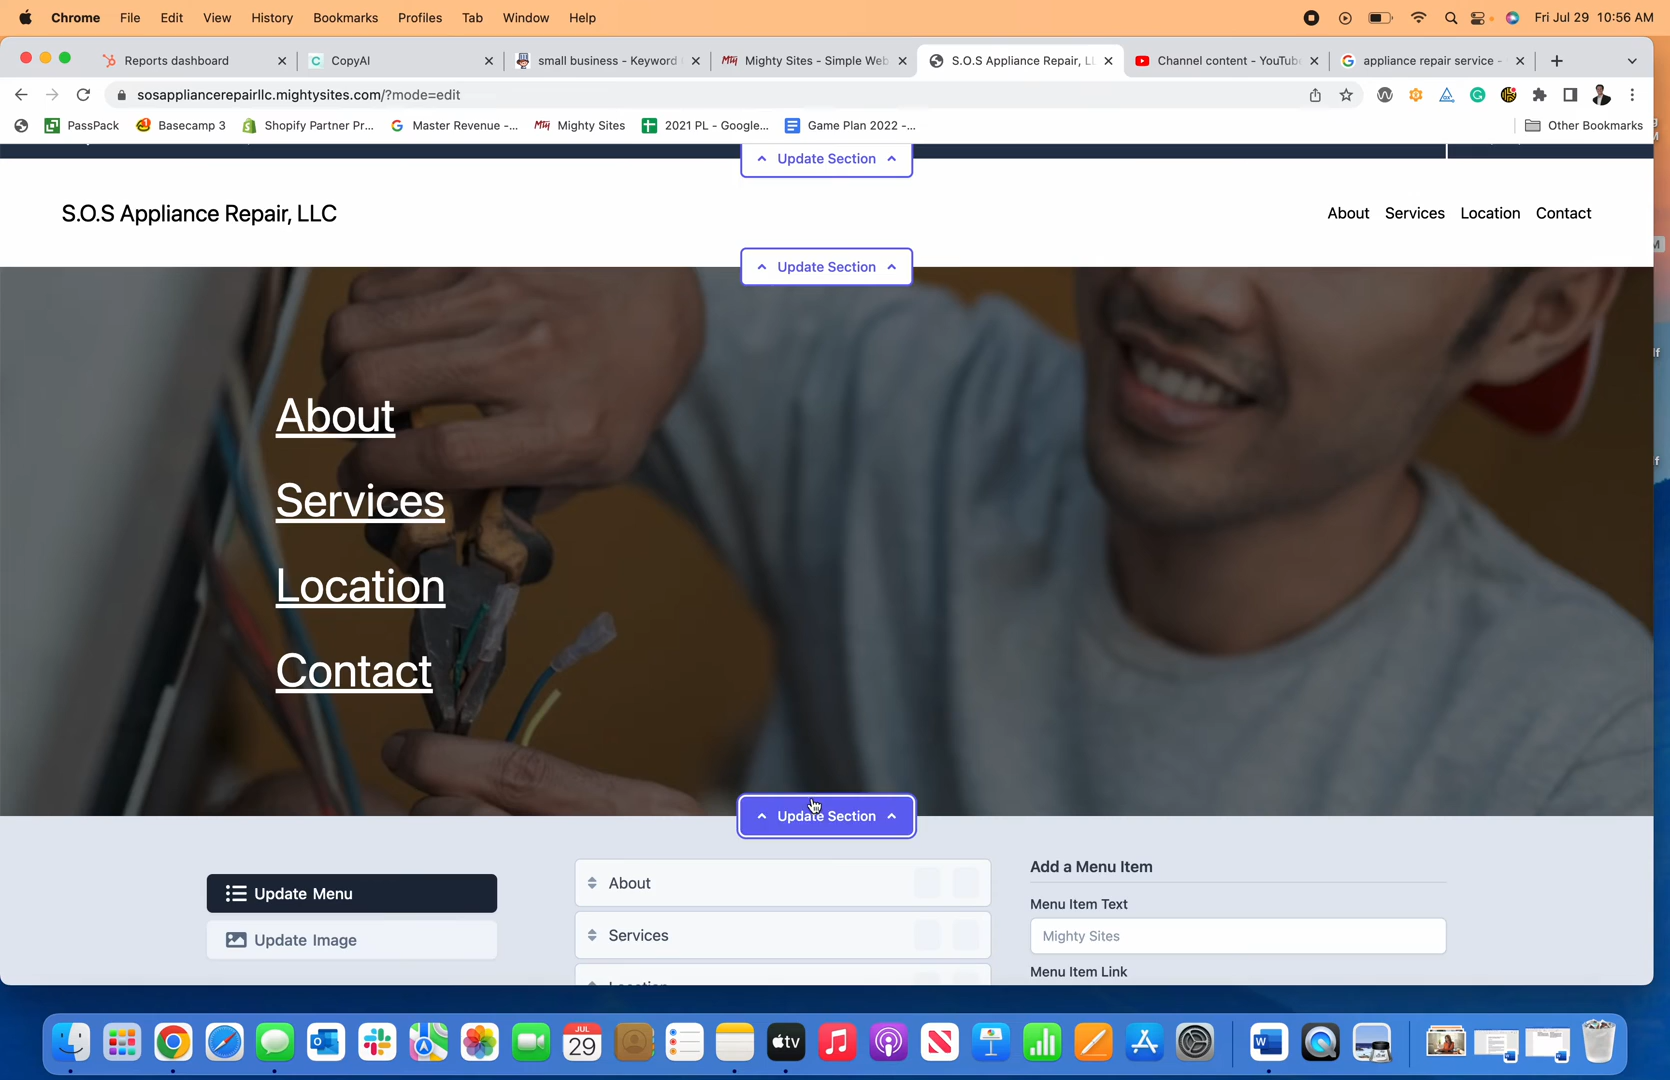 Chrome File Edit View History Bookmarks Profiles Tab Window Help Fri Jul 29 10:56 AM
Reports dashboard CopyAI small business - Keyword Mighty Sites - Simple Web S.O.S Appliance Repair, L Channel content - YouTub appliance repair service -
sosappliancerepairllc.mightysites.com/?mode=edit
PassPack Basecamp 3 Shopify Partner Pr... Master Revenue -... Mighty Sites 2021 PL - Google... Game Plan 2022 -... Other Bookmarks
Update Section
S.O.S Appliance Repair, LLC About Services Location Contact
Update Section
About
Services
Location
Contact
Update Section
Update Menu
Update Image
About
Services
Add a Menu Item
Menu Item Text
Mighty Sites
Menu Item Link
JUL
29
tv